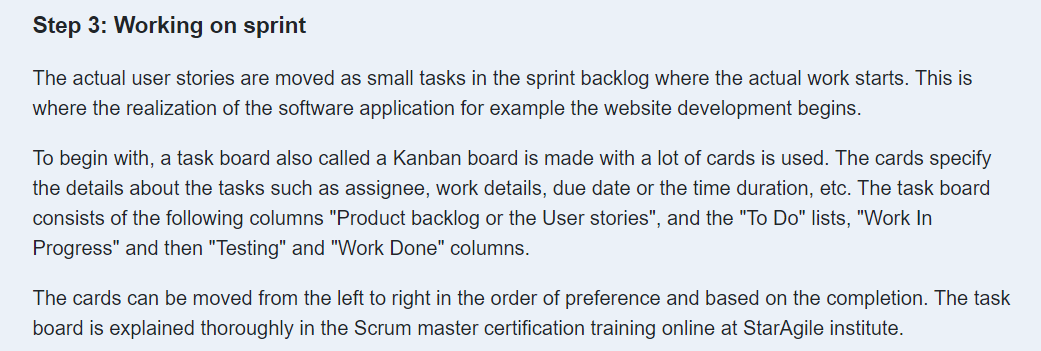 Step 3: Working on sprint
The actual user stories are moved as small tasks in the sprint backlog where the actual work starts. This is
where the realization of the software application for example the website development begins.
To begin with, a task board also called a Kanban board is made with a lot of cards is used. The cards specify
the details about the tasks such as assignee, work details, due date or the time duration, etc. The task board
consists of the following columns "Product backlog or the User stories", and the "To Do" lists, "Work In
Progress" and then "Testing" and "Work Done" columns.
The cards can be moved from the left to right in the order of preference and based on the completion. The task
board is explained thoroughly in the Scrum master certification training online at StarAgile institute.